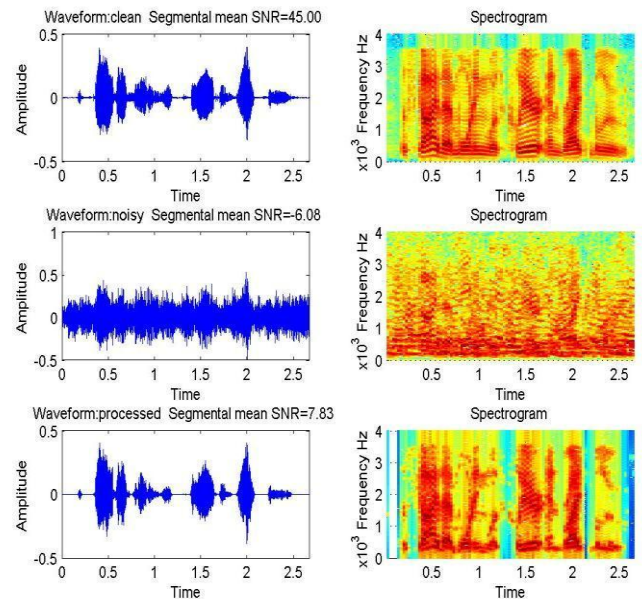 Waveform:clean  Segmental mean SNR=45.00
Amplitude
0.5
0
-0.5
0 0.5 1 1.5 2 2.5
Time
Spectrogram
x10³ Frequency Hz
4
3
2
1
0
0.5 1 1.5 2 2.5
Time
Waveform:noisy  Segmental mean SNR=-6.08
Amplitude
1
0.5
0
-0.5
0 0.5 1 1.5 2 2.5
Time
Spectrogram
x10³ Frequency Hz
4
3
2
1
0
0.5 1 1.5 2 2.5
Time
Waveform:processed  Segmental mean SNR=7.83
Amplitude
0.5
0
-0.5
0 0.5 1 1.5 2 2.5
Time
Spectrogram
x10³ Frequency Hz
4
3
2
1
0
0.5 1 1.5 2 2.5
Time